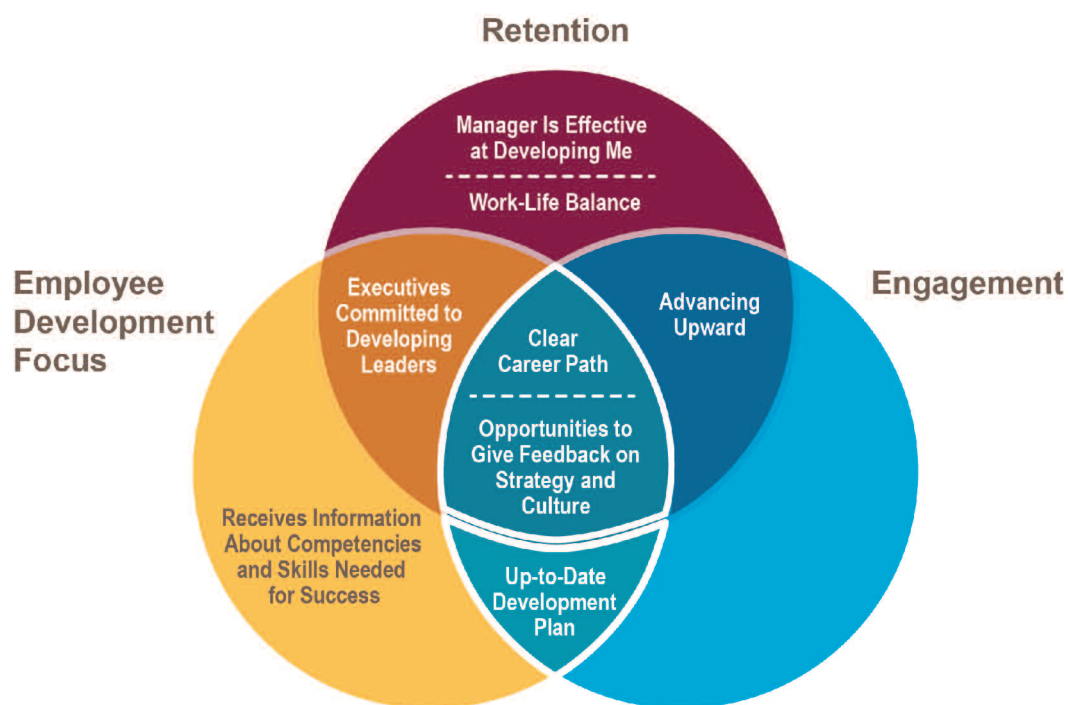 Retention
Manager Is Effective
at Developing Me
Work-Life Balance
Employee
Development
Focus
Engagement
Executives
Committed to
Developing
Leaders
Advancing
Upward
Clear
Career Path
Opportunities to
Give Feedback on
Strategy and
Culture
Receives Information
About Competencies
and Skills Needed
for Success
Up-to-Date
Development
Plan